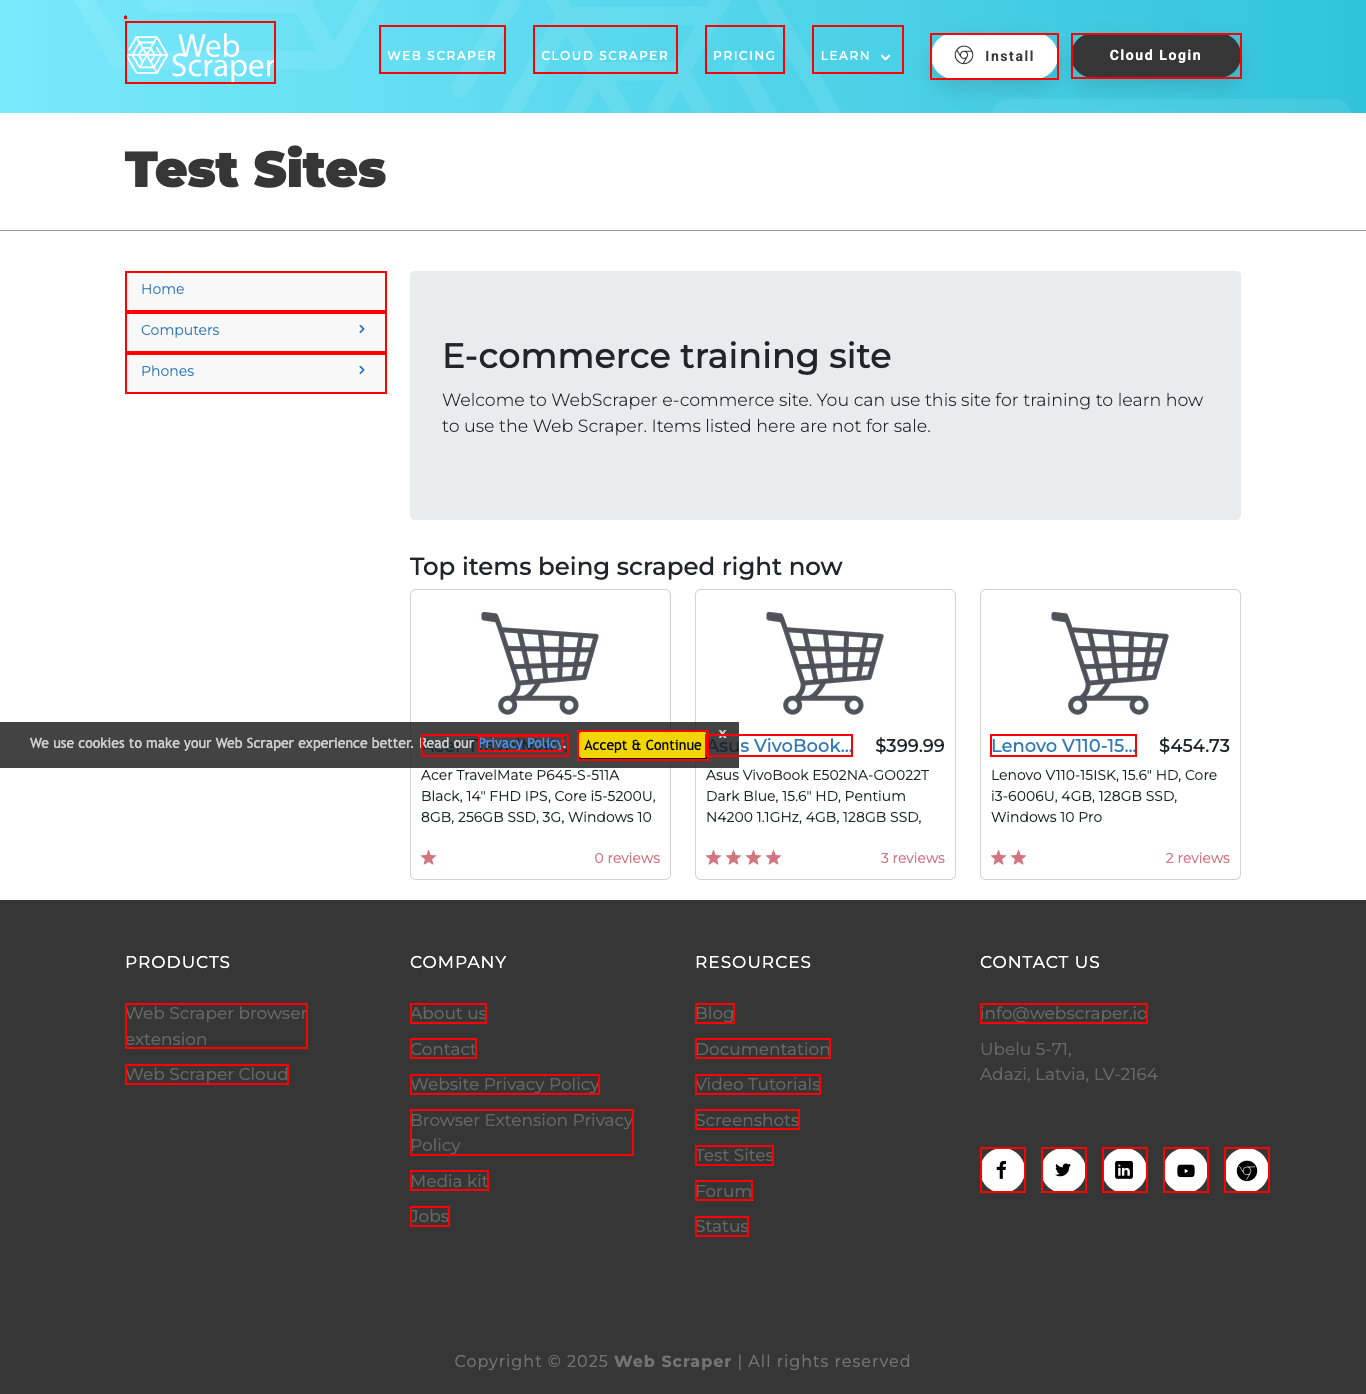 Web
Scraper
WEB SCRAPER
CLOUD SCRAPER
PRICING
LEARN
Install
Cloud Login
Test Sites
Home
Computers
Phones
E-commerce training site
Welcome to WebScraper e-commerce site. You can use this site for training to learn how
to use the Web Scraper. Items listed here are not for sale.
Top items being scraped right now
We use cookies to make your Web Scraper experience better. Read our Privacy Policy.
Accept & Continue
x
Acer TravelMate P645-S-511A
Black, 14" FHD IPS, Core i5-5200U,
8GB, 256GB SSD, 3G, Windows 10
0 reviews
Asus VivoBook...
$399.99
Asus VivoBook E502NA-GO022T
Dark Blue, 15.6" HD, Pentium
N4200 1.1GHz, 4GB, 128GB SSD,
3 reviews
Lenovo V110-15...
$454.73
Lenovo V110-15ISK, 15.6" HD, Core
i3-6006U, 4GB, 128GB SSD,
Windows 10 Pro
2 reviews
PRODUCTS
Web Scraper browser
extension
Web Scraper Cloud
COMPANY
About us
Contact
Website Privacy Policy
Browser Extension Privacy
Policy
Media kit
Jobs
RESOURCES
Blog
Documentation
Video Tutorials
Screenshots
Test Sites
Forum
Status
CONTACT US
info@webscraper.io
Ubelu 5-71,
Adazi, Latvia, LV-2164
Copyright © 2025 Web Scraper | All rights reserved